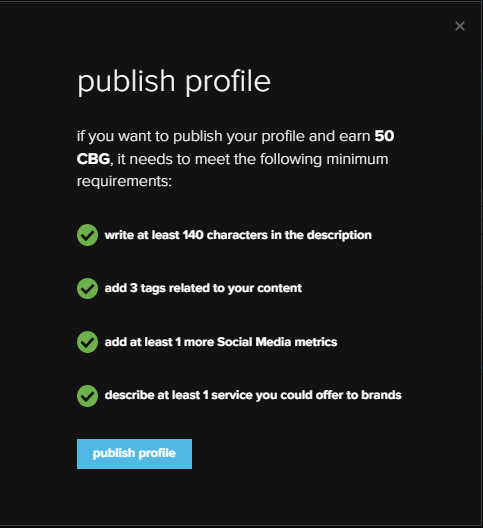 publish profile
if you want to publish your profile and earn 50
CBG, it needs to meet the following minimum
requirements:
write at least 140 characters in the description
add 3 tags related to your content
add at least 1 more Social Media metrics
describe at least 1 service you could offer to brands
publish profile